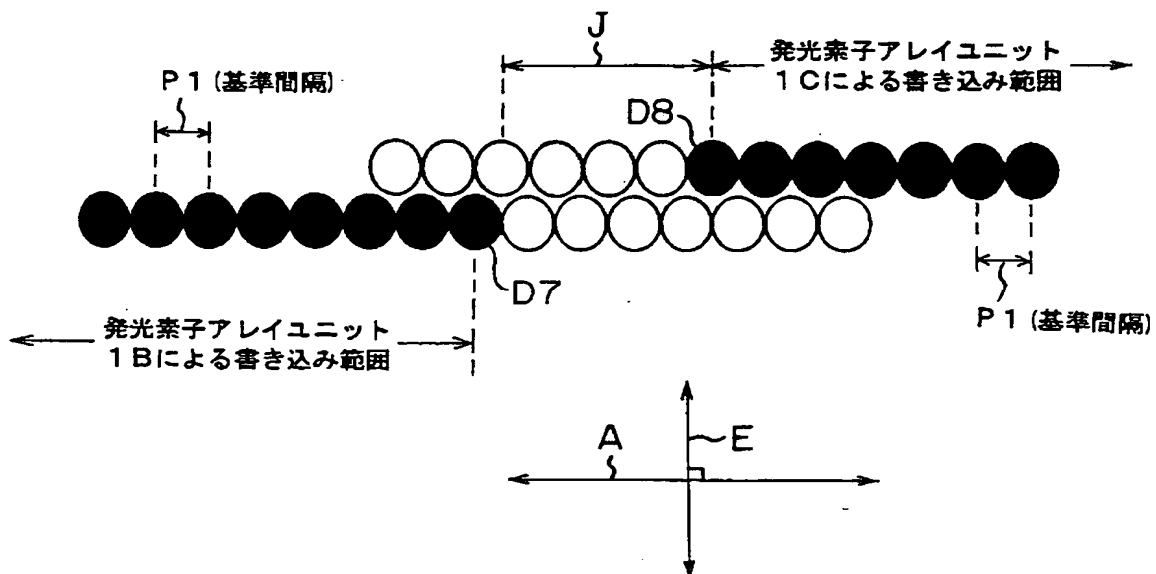 J
発光素子アレイユニット
1Cによる書き込み範囲
P1(基準間隔)
D8
D7
P1(基準間隔)
発光素子アレイユニット
1Bによる書き込み範囲
A
E